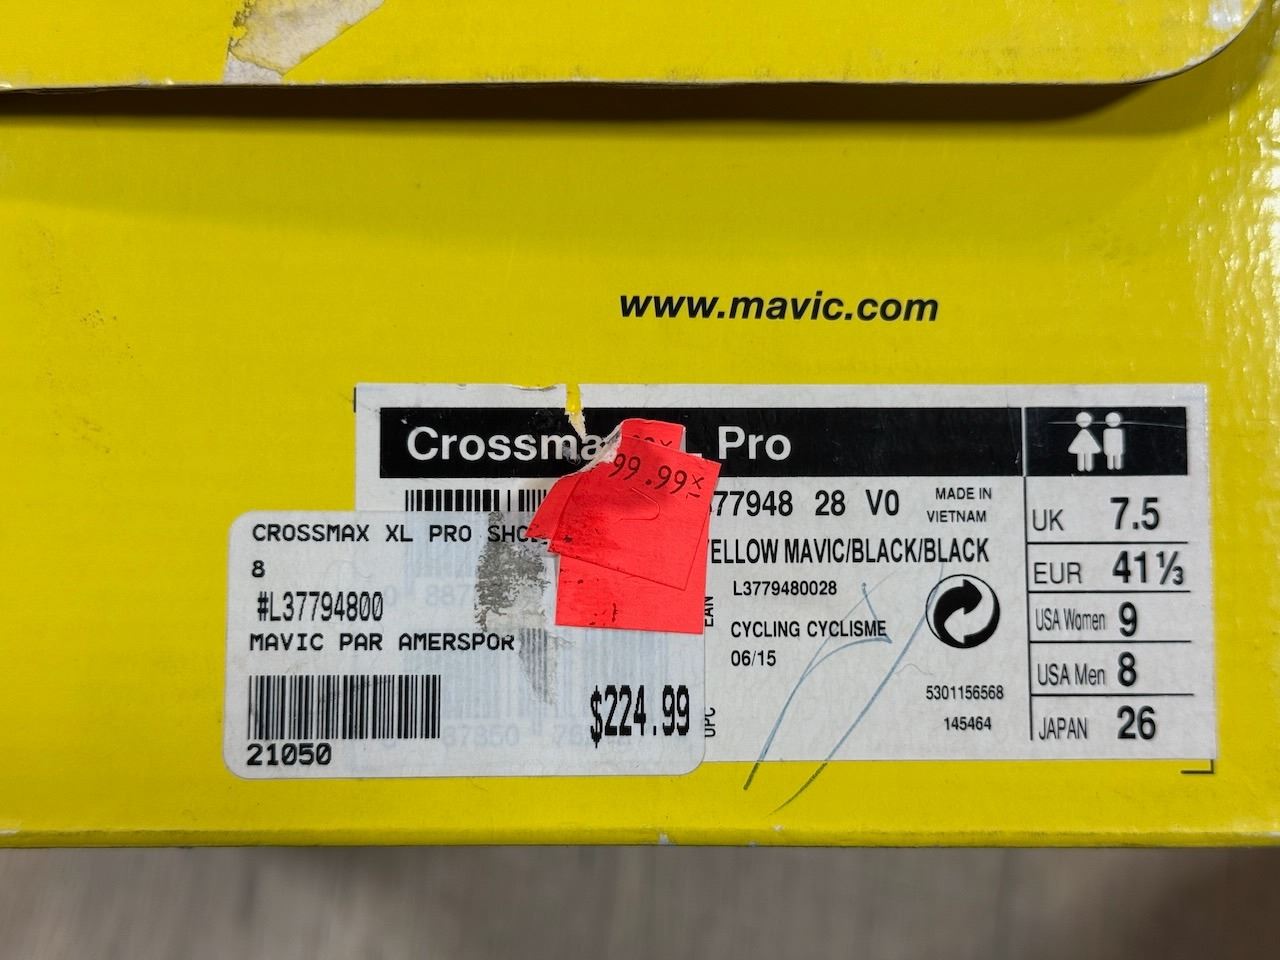 www.mavic.com
Pro
99.99
77948 28 V0
MADE IN
VIETNAM
ELLOW MAVIC/BLACK/BLACK
L3779480028
EAN
CYCLING CYCLISME
06/15
5301156568
145464
UPC
UK 7.5
EUR 41⅓
USA Women 9
USA Men 8
JAPAN 26
CROSSMAX XL PRO
8
#L37794800
MAVIC PAR AMERSPOR
$224.99
21050